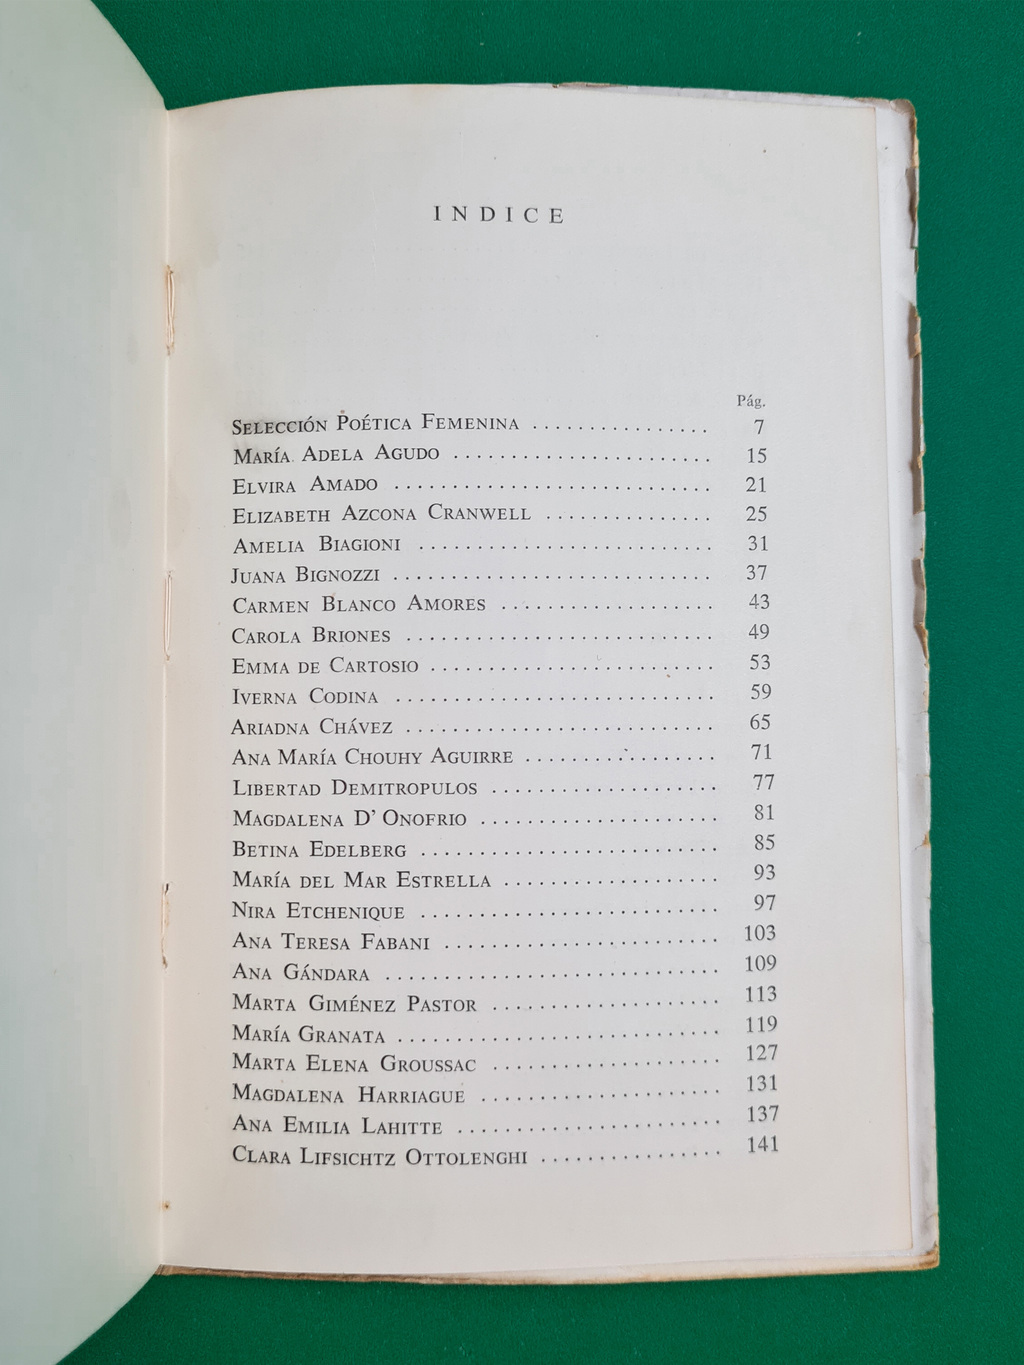 INDICE
Pág.
SELECCIÓN POÉTICA FEMENINA ................ 7
MARÍA ADELA AGUDO ....................... 15
ELVIRA AMADO ............................ 21
ELIZABETH AZCONA CRANWELL ............... 25
AMELIA BIAGIONI .......................... 31
JUANA BIGNOZZI ............................ 37
CARMEN BLANCO AMORES ................... 43
CAROLA BRIONES ........................... 49
EMMA DE CARTOSIO ......................... 53
IVERNA CODINA ............................ 59
ARIADNA CHÁVEZ ........................... 65
ANA MARÍA CHOUHY AGUIRRE ................. 71
LIBERTAD DEMITROPULOS .................... 77
MAGDALENA D' ONOFRIO ..................... 81
BETINA EDELBERG .......................... 85
MARÍA DEL MAR ESTRELLA ................... 93
NIRA ETCHENIQUE .......................... 97
ANA TERESA FABANI ........................ 103
ANA GÁNDARA ............................. 109
MARTA GIMÉNEZ PASTOR .................... 113
MARÍA GRANATA ............................ 119
MARTA ELENA GROUSSAC .................... 127
MAGDALENA HARRIAGUE ..................... 131
ANA EMILIA LAHITTE ....................... 137
CLARA LIFSICHTZ OTTOLENGHI ................ 141